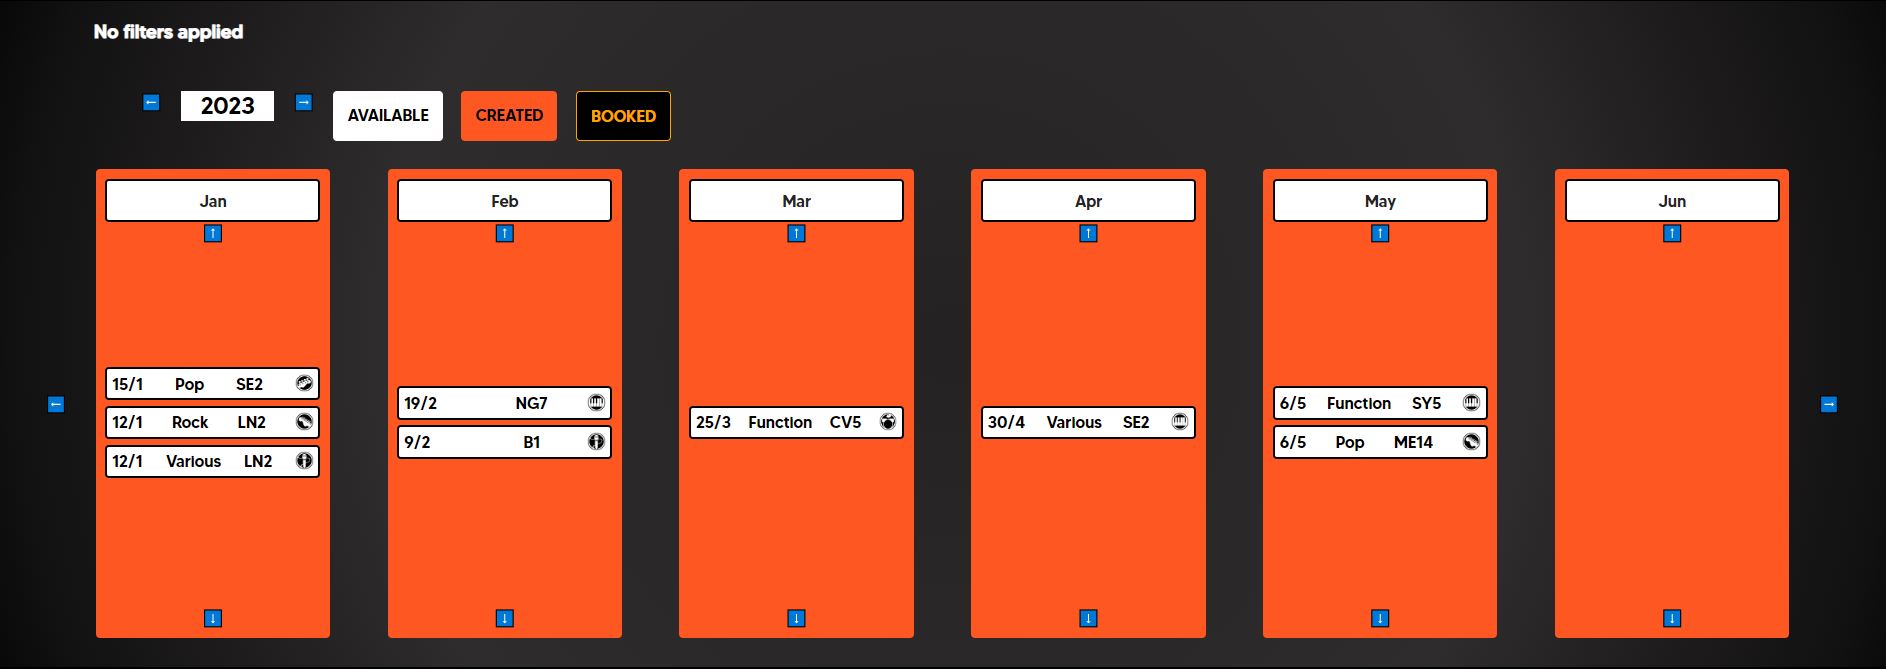 No filters applied
← 2023 → AVAILABLE CREATED BOOKED
Jan
↑
15/1 Pop SE2
12/1 Rock LN2
12/1 Various LN2
↓
Feb
↑
19/2 NG7
9/2 B1
↓
Mar
↑
25/3 Function CV5
↓
Apr
↑
30/4 Various SE2
↓
May
↑
6/5 Function SY5
6/5 Pop ME14
↓
Jun
↑
↓
←
→